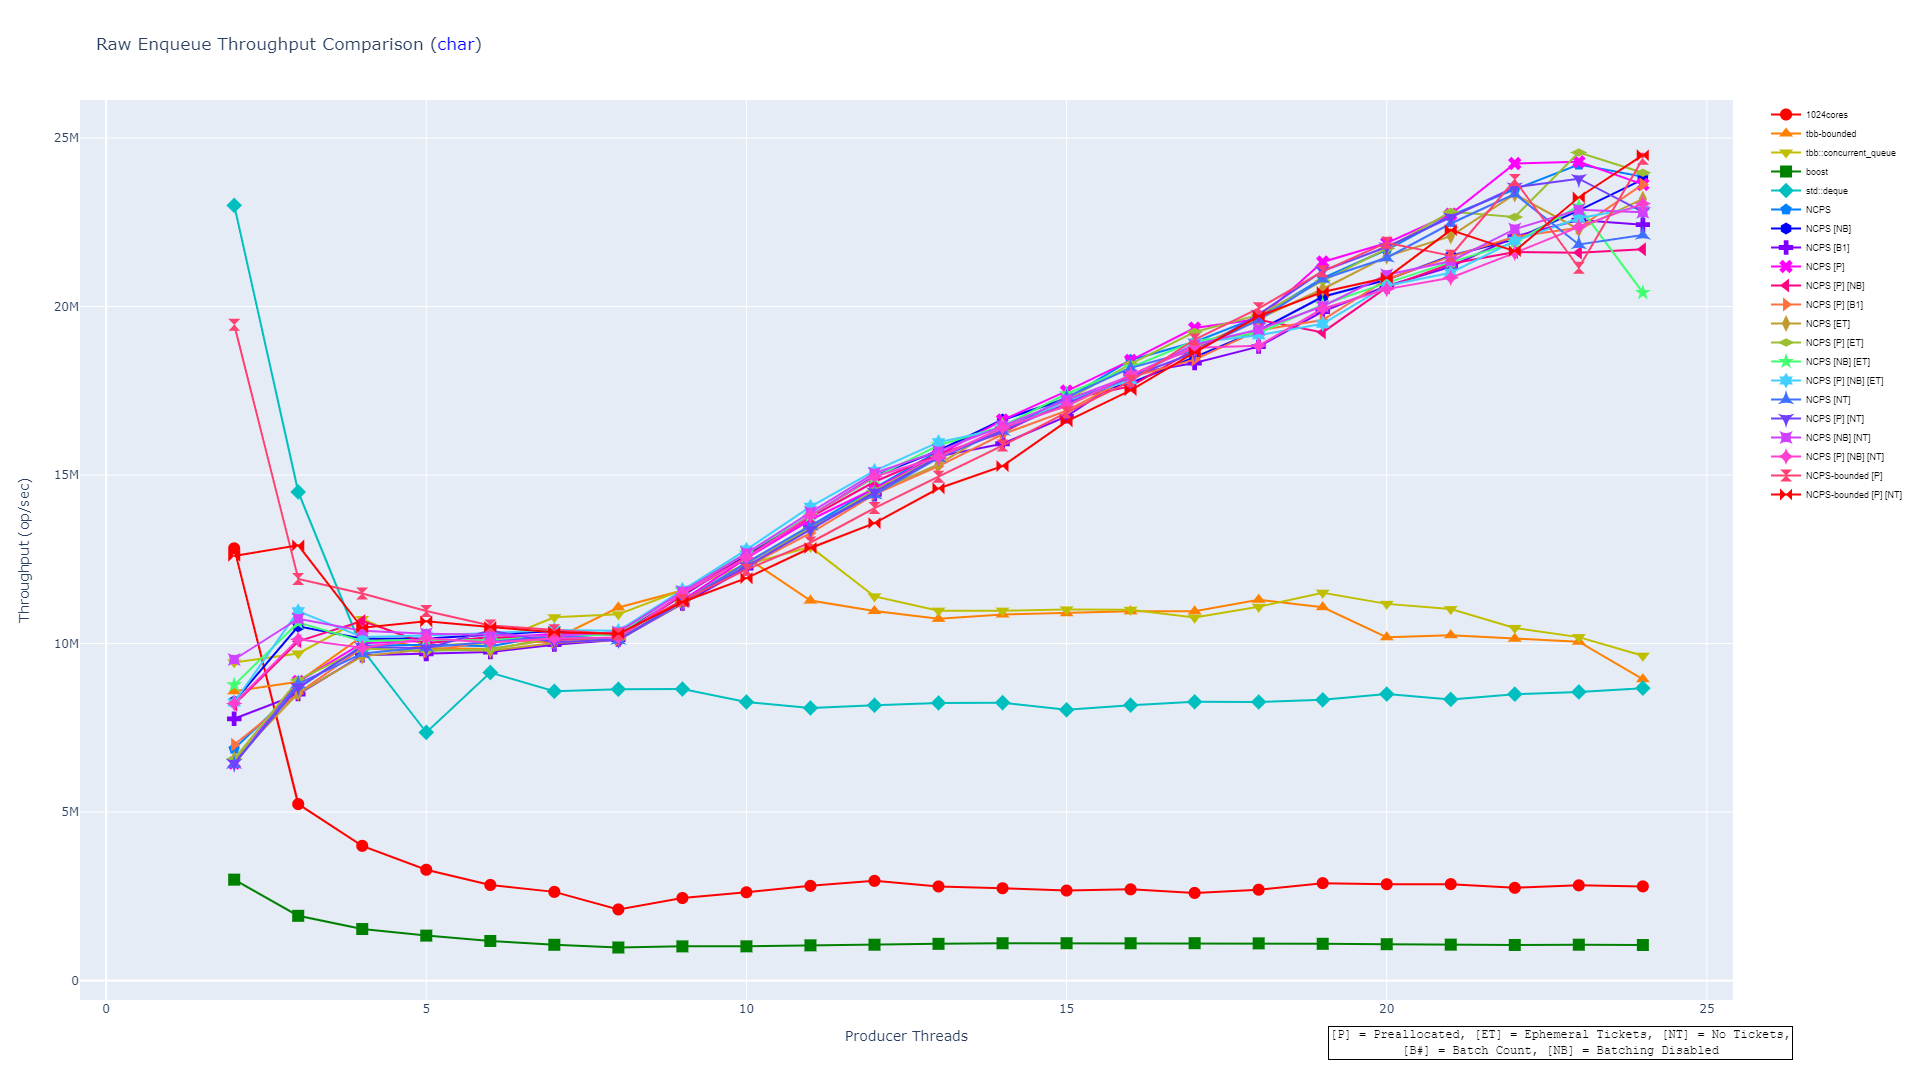 Raw Enqueue Throughput Comparison (char)
1024cores
tbb-bounded
tbb::concurrent_queue
boost
std::deque
NCPS
NCPS [NB]
NCPS [B1]
NCPS [P]
NCPS [P] [NB]
NCPS [P] [B1]
NCPS [ET]
NCPS [P] [ET]
NCPS [NB] [ET]
NCPS [P] [NB] [ET]
NCPS [NT]
NCPS [P] [NT]
NCPS [NB] [NT]
NCPS [P] [NB] [NT]
NCPS-bounded [P]
NCPS-bounded [P] [NT]
Throughput (op/sec)
25M
20M
15M
10M
5M
0
0 5 10 15 20 25
Producer Threads
[P] = Preallocated, [ET] = Ephemeral Tickets, [NT] = No Tickets,
[B#] = Batch Count, [NB] = Batching Disabled